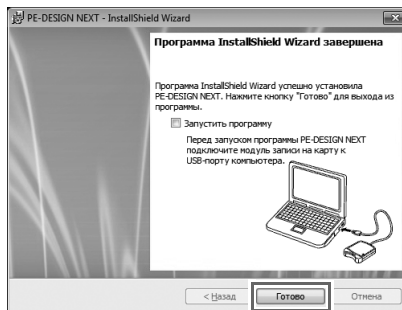 PE-DESIGN NEXT - InstallShield Wizard
Программа InstallShield Wizard завершена
Программа InstallShield Wizard успешно установила
PE-DESIGN NEXT. Нажмите кнопку "Готово" для выхода из
программы.
Запустить программу
Перед запуском программы PE-DESIGN NEXT
подключите модуль записи на карту к
USB-порту компьютера.
< Назад
Готово
Отмена